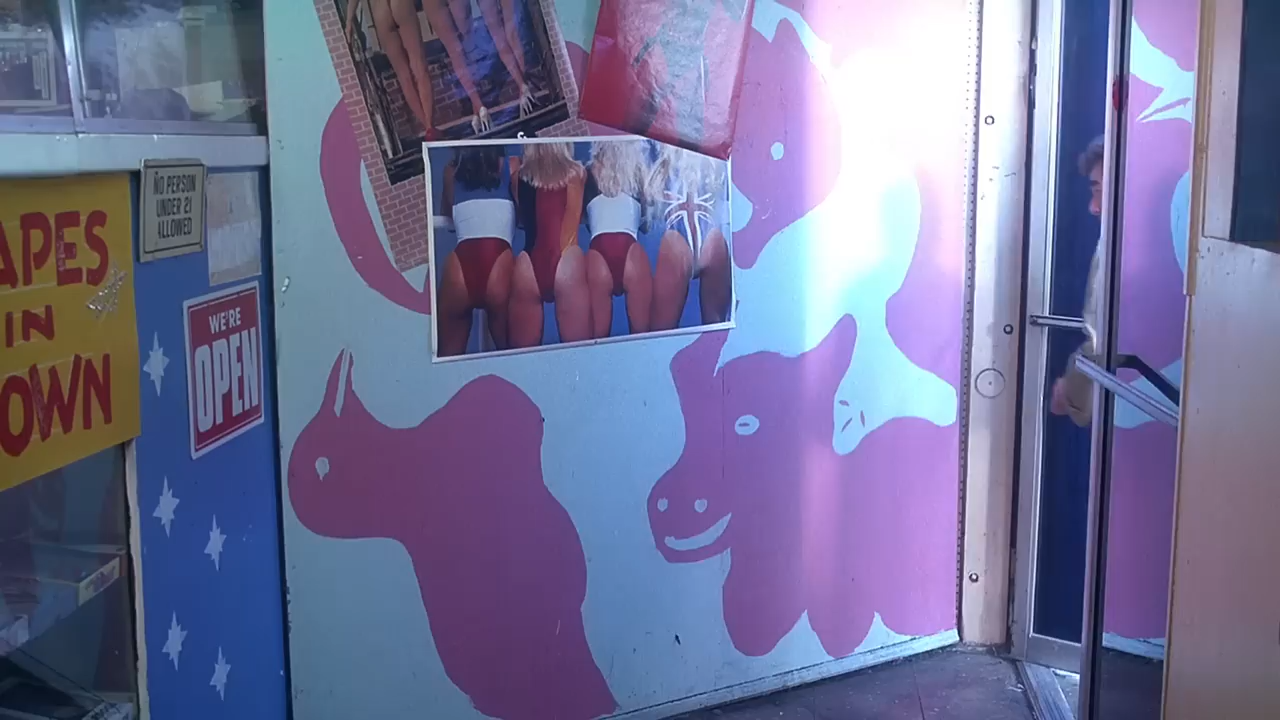 APES
IN
OWN
NO PERSON
UNDER 21
ALLOWED
WE'RE
OPEN